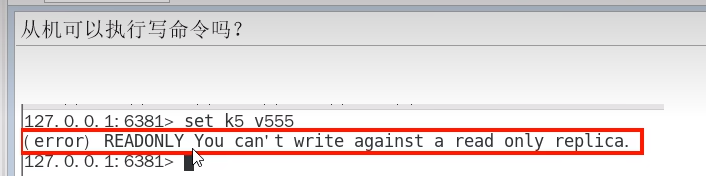 从机可以执行写命令吗?
127.0.0.1:6381> set k5 v555
(error) READONLY You can't write against a read only replica.
127.0.0.1:6381>